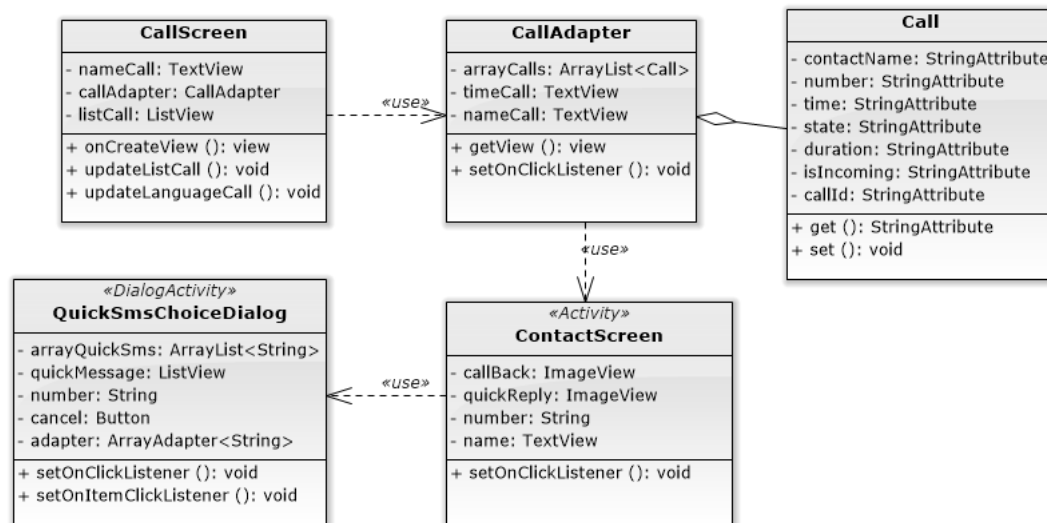 CallScreen
- nameCall: TextView
- callAdapter: CallAdapter
- listCall: ListView
+ onCreateView (): view
+ updateListCall (): void
+ updateLanguageCall (): void
«use»
CallAdapter
- arrayCalls: ArrayList<Call>
- timeCall: TextView
- nameCall: TextView
+ getView (): view
+ setOnClickListener (): void
Call
- contactName: StringAttribute
- number: StringAttribute
- time: StringAttribute
- state: StringAttribute
- duration: StringAttribute
- isIncoming: StringAttribute
- callId: StringAttribute
+ get (): StringAttribute
+ set (): void
«use»
«DialogActivity»
QuickSmsChoiceDialog
- arrayQuickSms: ArrayList<String>
- quickMessage: ListView
- number: String
- cancel: Button
- adapter: ArrayAdapter<String>
+ setOnClickListener (): void
+ setOnItemClickListener (): void
«use»
«Activity»
ContactScreen
- callBack: ImageView
- quickReply: ImageView
- number: String
- name: TextView
+ setOnClickListener (): void